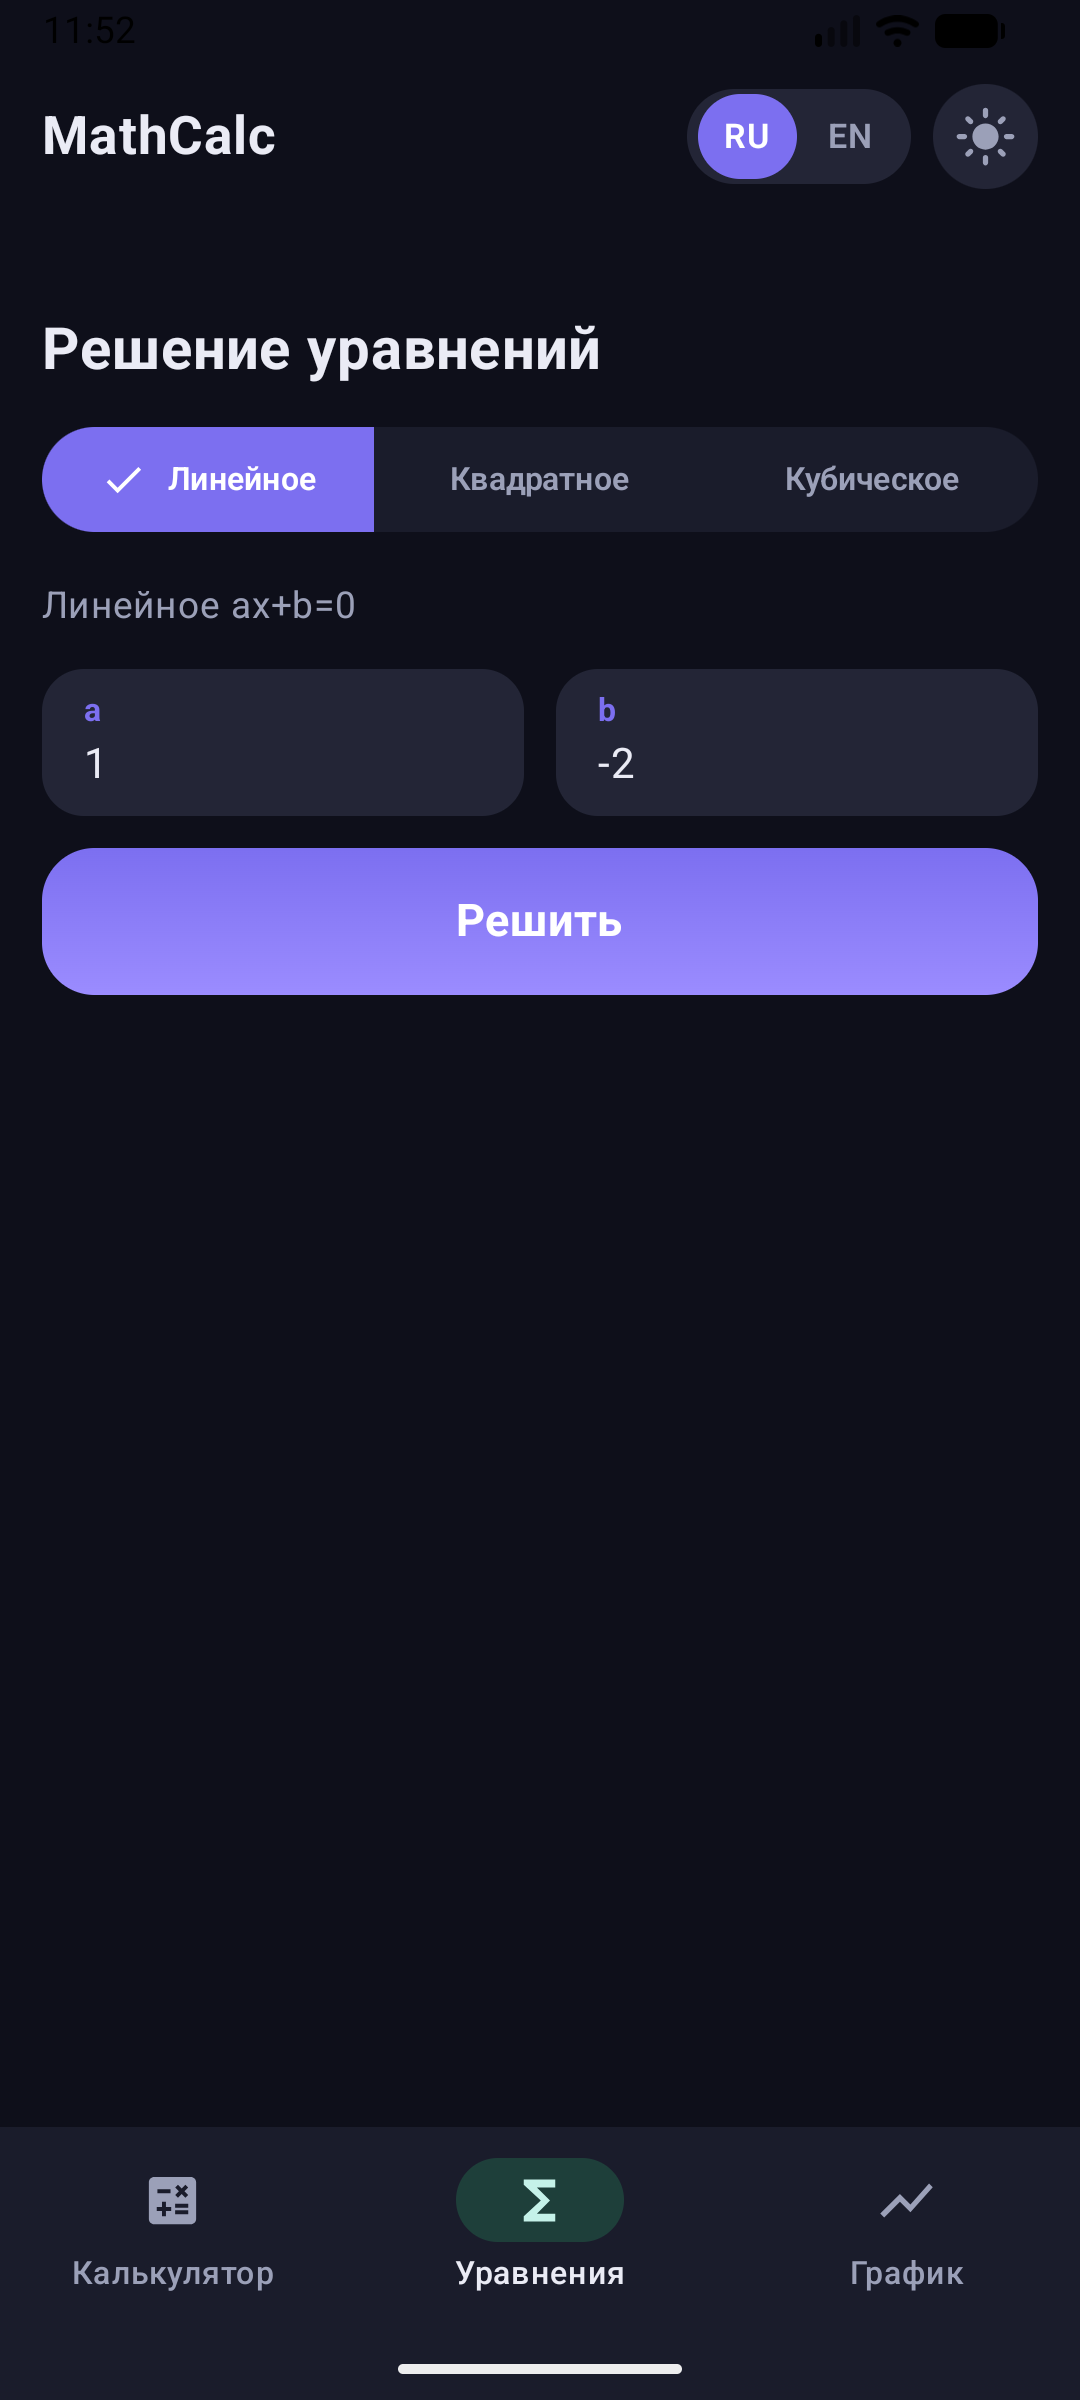 11:52
MathCalc
RU EN
Решение уравнений
Линейное Квадратное Кубическое
Линейное ax+b=0
a b
1 -2
Решить
Калькулятор Уравнения График